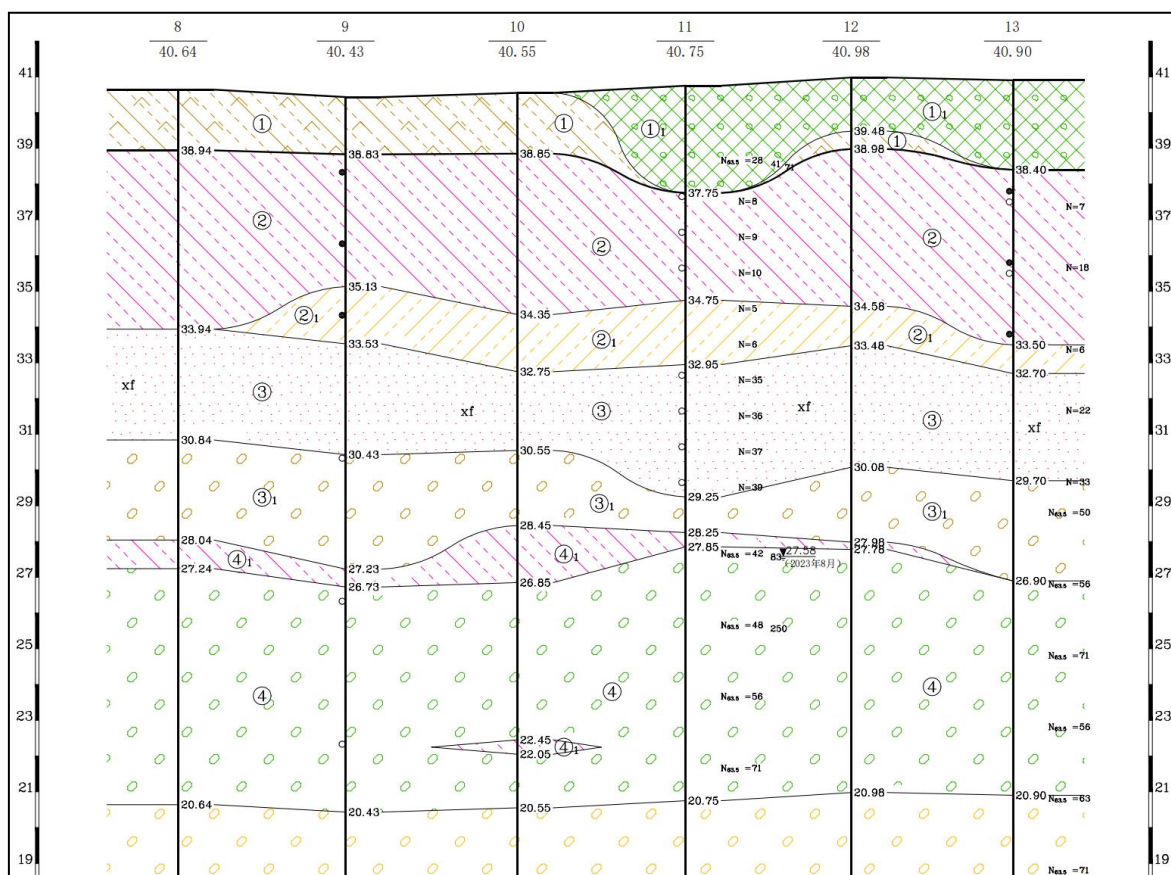 8 9 10 11 12 13
40.64 40.43 40.55 40.75 40.98 40.90
41 41
① ① ①₁ ①₁
39.48
39 39
38.94 38.83 38.85 ① 38.98
N63.5 =28 41 71
38.40
37.75
N=8 N=7
37 37
② ② ②
N=9
N=10 N=18
35 35
35.13
34.35 34.75 34.58
②₁ N=5
33.94 33.53 ②₁ N=6 33.48 ②₁ 33.50 N=6
33 33
32.75 32.95 32.70
xf ③ xf ③ N=35 xf ③ N=22
N=36
31 31
xf
30.84 30.43 30.55 N=37 30.08
29.70 N=33
N=39
29.25
29 29
③₁ ③₁ ③₁ N63.5 =50
28.45 28.25
28.04 27.98
27.85 27.78
④₁ ④₁ N63.5 =42 83 27.58
(2023年8月)
27.24 27.23
27 27
26.73 26.85 26.90 N63.5 =56
25 25
N63.5 =48 250
N63.5 =71
④ ④ ④
N63.5 =56
23 23
N63.5 =56
22.45
④₁
22.05
N63.5 =71
21 21
20.64 20.43 20.55 20.75 20.98 20.90 N63.5 =63
19 19
N63.5 =71